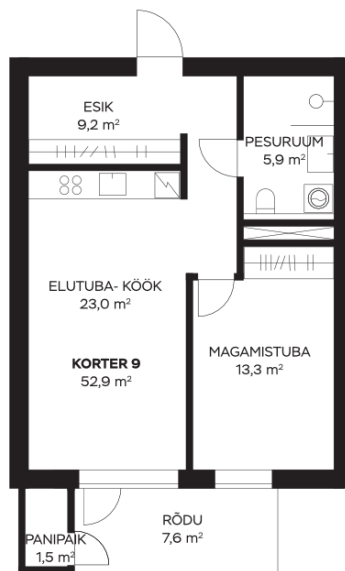 ESIK
9,2 m²
PESURUUM
5,9 m²
ELUTUBA- KÖÖK
23,0 m²
KORTER 9
52,9 m²
MAGAMISTUBA
13,3 m²
RÕDU
7,6 m²
PANIPAIK
1,5 m²